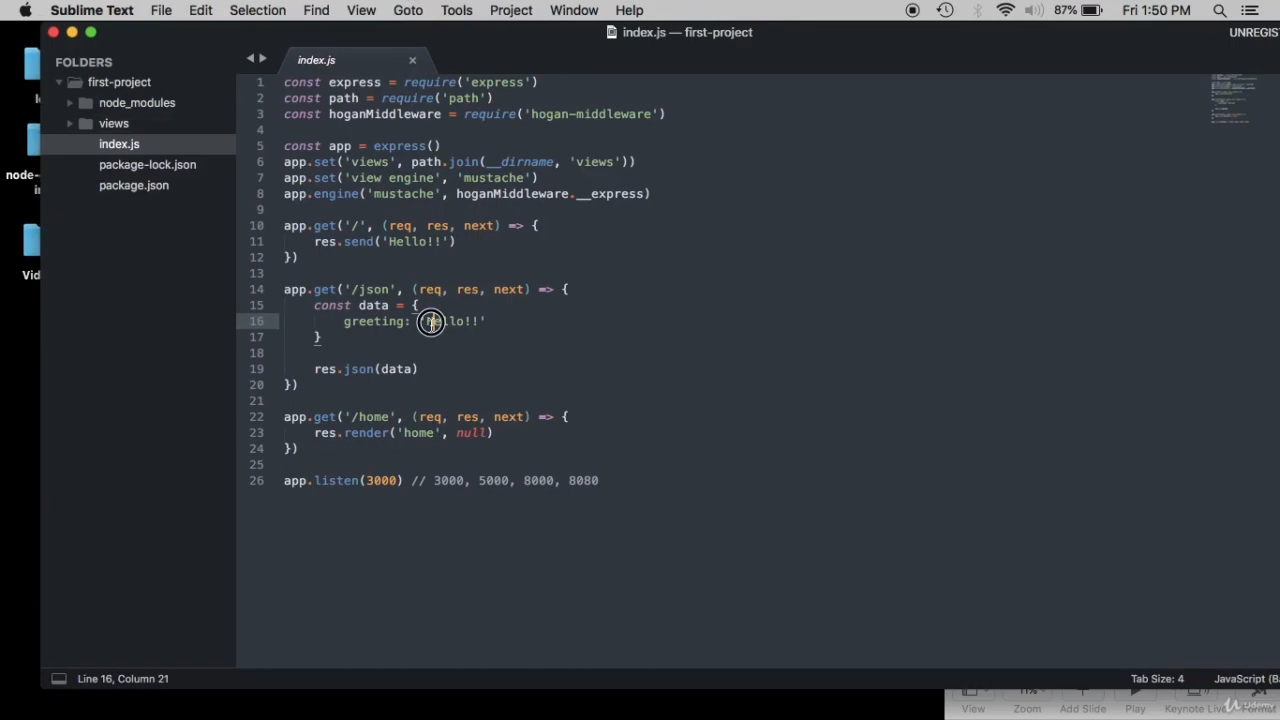 Sublime Text File Edit Selection Find View Goto Tools Project Window Help 87% Fri 1:50 PM
index.js — first-project UNREGIS
FOLDERS
first-project
node_modules
views
index.js
package-lock.json
package.json
index.js
1 const express = require('express')
2 const path = require('path')
3 const hoganMiddleware = require('hogan-middleware')
4
5 const app = express()
6 app.set('views', path.join(__dirname, 'views'))
7 app.set('view engine', 'mustache')
8 app.engine('mustache', hoganMiddleware.__express)
9
10 app.get('/', (req, res, next) => {
11 res.send('Hello!!')
12 })
13
14 app.get('/json', (req, res, next) => {
15 const data = {
16 greeting: 'Hello!!'
17 }
18
19 res.json(data)
20 })
21
22 app.get('/home', (req, res, next) => {
23 res.render('home', null)
24 })
25
26 app.listen(3000) // 3000, 5000, 8000, 8080
node-
Vid
Line 16, Column 21 Tab Size: 4 JavaScript (Ba
View Zoom Add Slide Play Keynote Live Format
Udemy